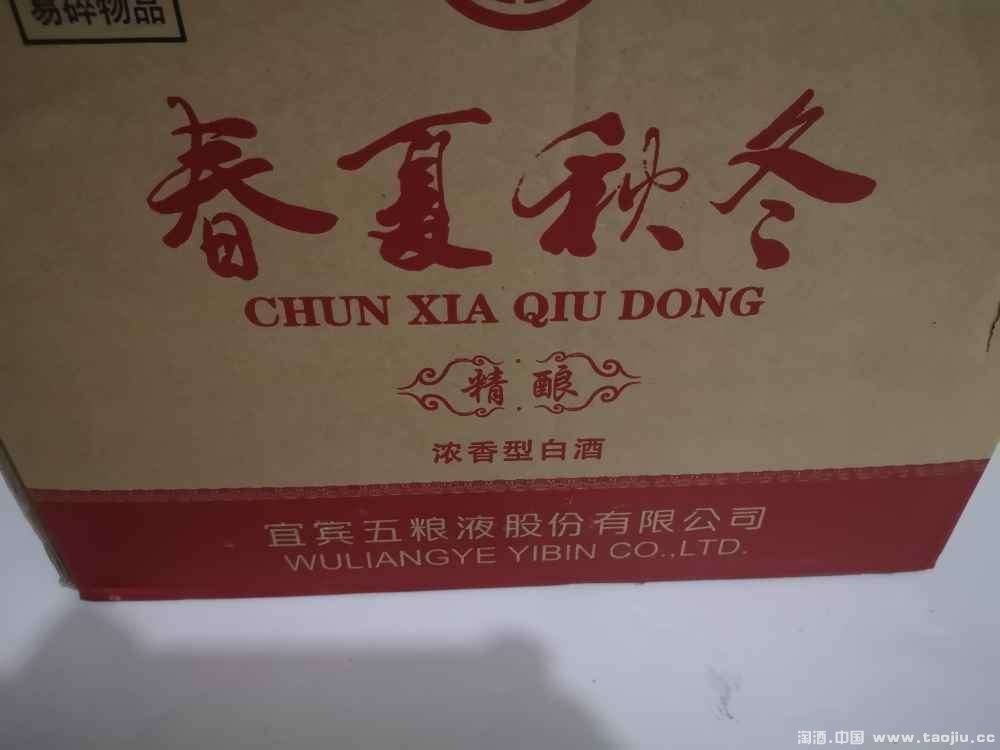 易碎物品
春夏秋冬
CHUN XIA QIU DONG
精酿
浓香型白酒
宜宾五粮液股份有限公司
WULIANGYE YIBIN CO.,LTD.
淘酒.中国 www.taojiu.cc